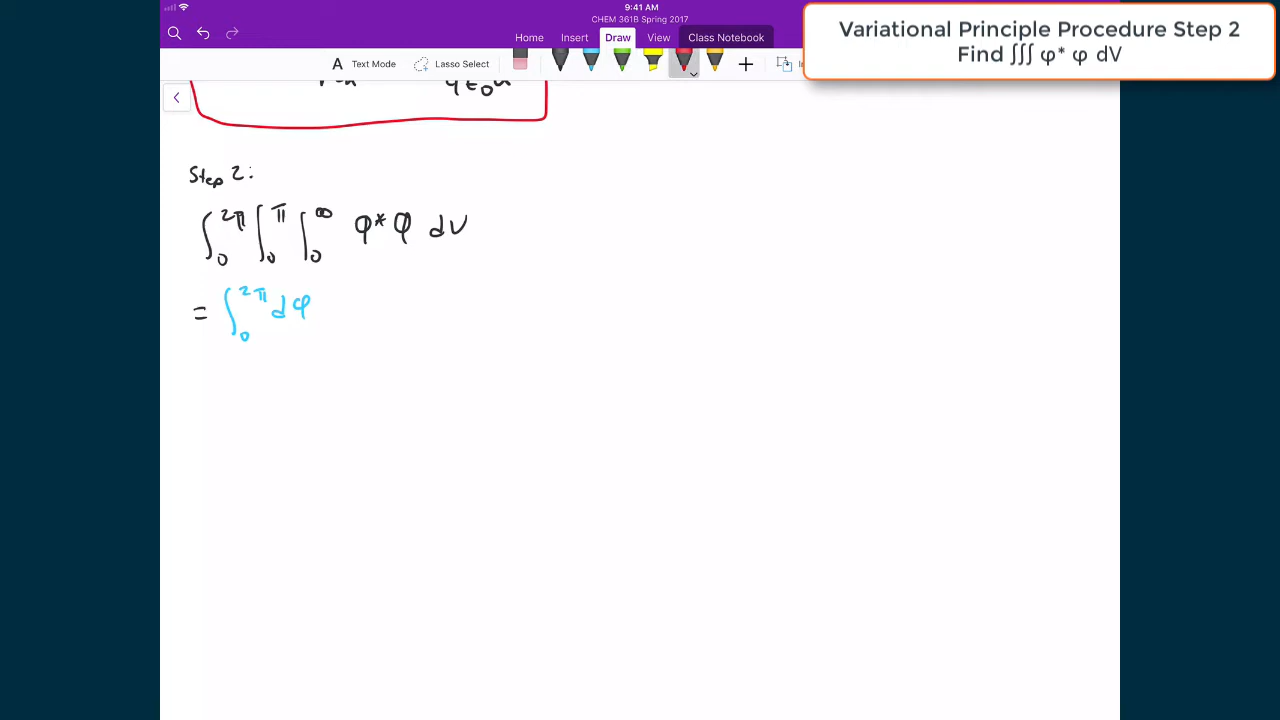 9:41 AM
CHEM 361B Spring 2017
Home Insert Draw View Class Notebook
A Text Mode Lasso Select
Variational Principle Procedure Step 2
Find ∫∫∫ φ* φ dV
Step 2:
∫₀^2π ∫₀^π ∫₀^∞ φ* φ dV
= ∫₀^2π dφ